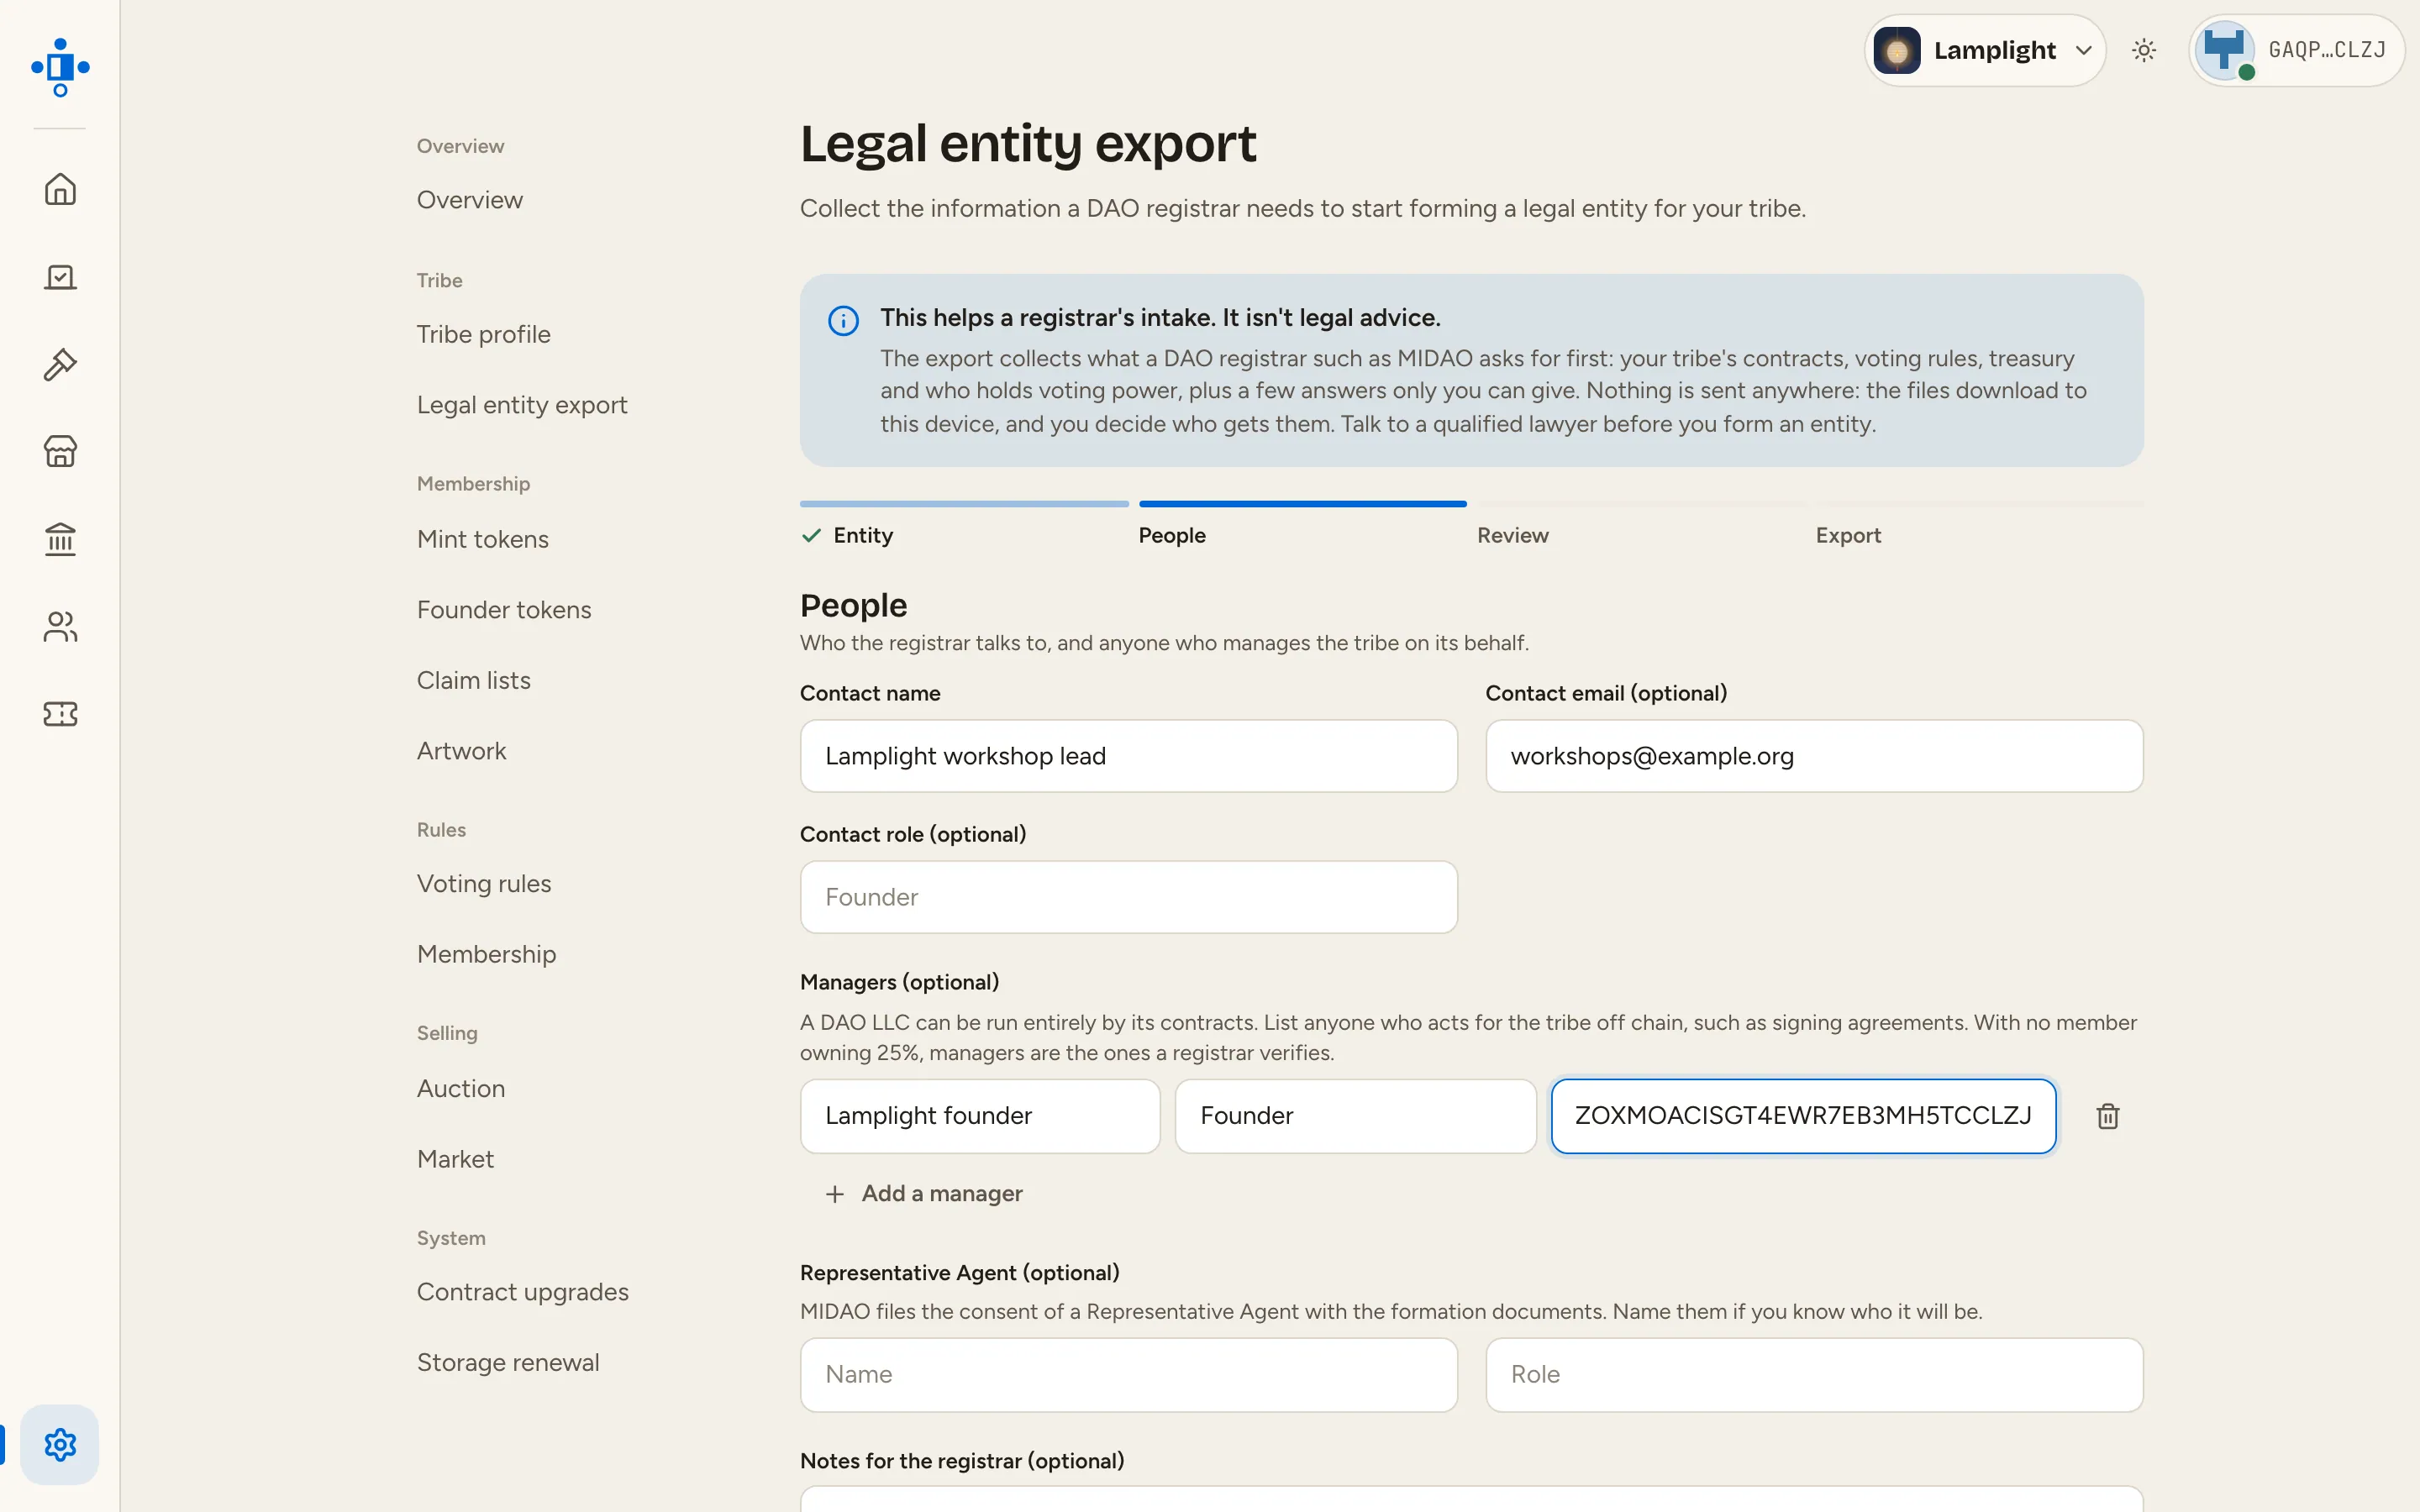 Lamplight
GAQP...CLZJ
Overview
Overview
Tribe
Tribe profile
Legal entity export
Membership
Mint tokens
Founder tokens
Claim lists
Artwork
Rules
Voting rules
Membership
Selling
Auction
Market
System
Contract upgrades
Storage renewal
Legal entity export
Collect the information a DAO registrar needs to start forming a legal entity for your tribe.
This helps a registrar's intake. It isn't legal advice.
The export collects what a DAO registrar such as MIDAO asks for first: your tribe's contracts, voting rules, treasury
and who holds voting power, plus a few answers only you can give. Nothing is sent anywhere: the files download to
this device, and you decide who gets them. Talk to a qualified lawyer before you form an entity.
Entity
People
Review
Export
People
Who the registrar talks to, and anyone who manages the tribe on its behalf.
Contact name
Contact email (optional)
Lamplight workshop lead
workshops@example.org
Contact role (optional)
Founder
Managers (optional)
A DAO LLC can be run entirely by its contracts. List anyone who acts for the tribe off chain, such as signing agreements. With no member
owning 25%, managers are the ones a registrar verifies.
Lamplight founder
Founder
ZOXMOACISGT4EWR7EB3MH5TCCLZJ
Add a manager
Representative Agent (optional)
MIDAO files the consent of a Representative Agent with the formation documents. Name them if you know who it will be.
Name
Role
Notes for the registrar (optional)